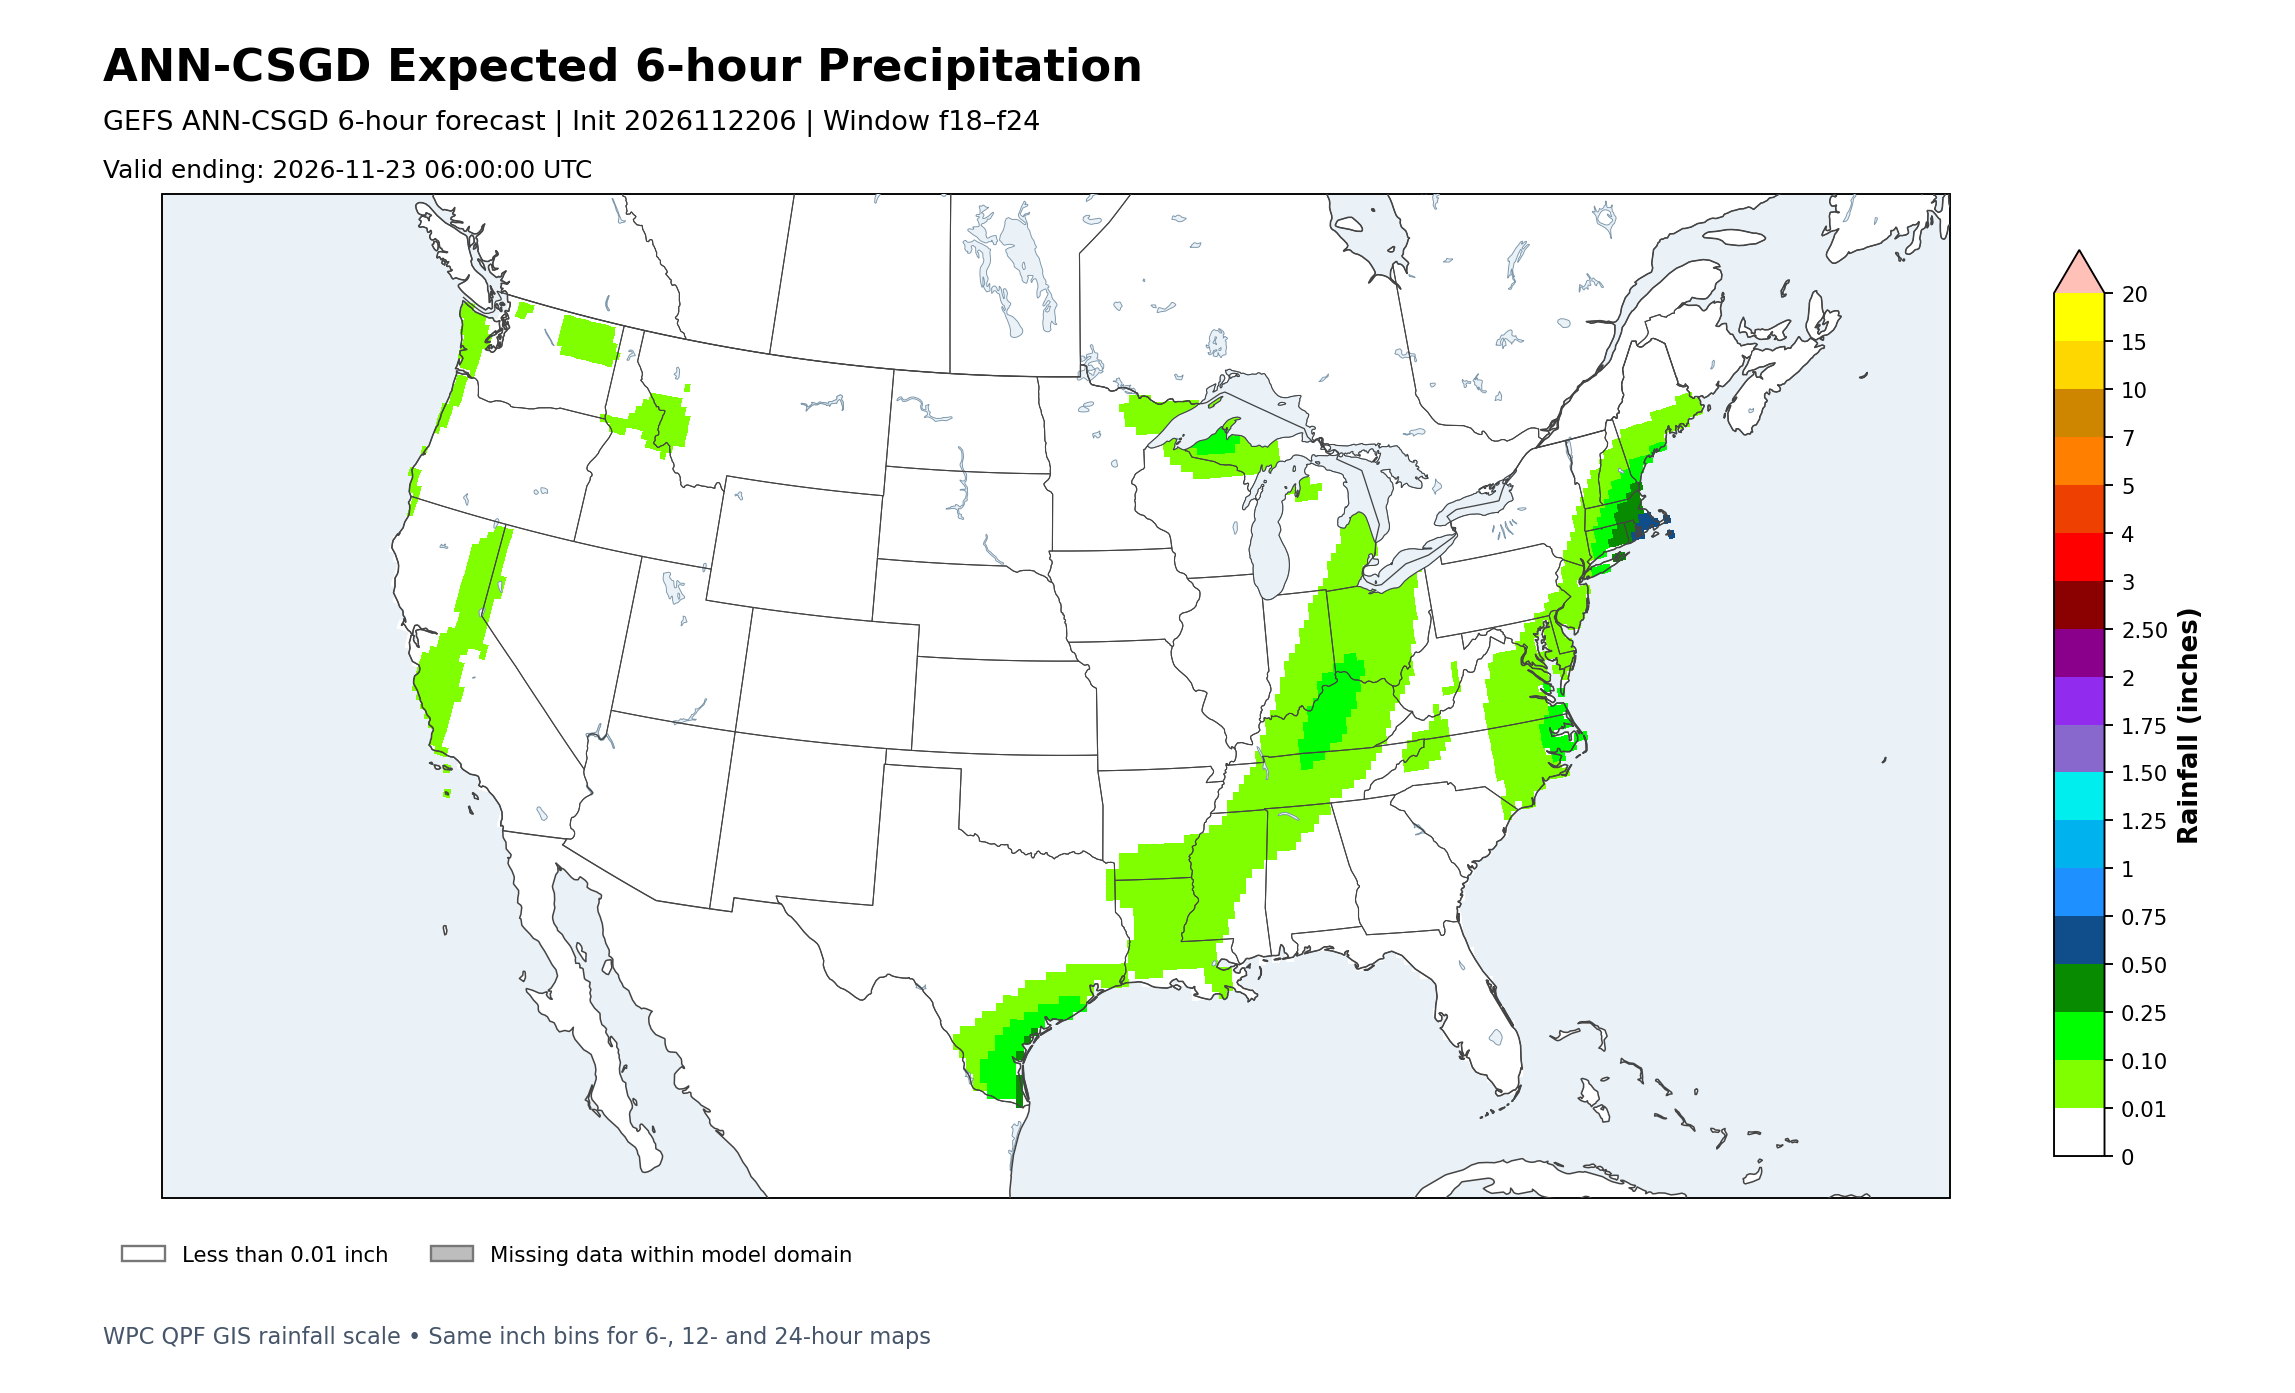 ANN-CSGD Expected 6-hour Precipitation
GEFS ANN-CSGD 6-hour forecast | Init 2026112206 | Window f18–f24
Valid ending: 2026-11-23 06:00:00 UTC
20
15
10
7
5
4
3
2.50
2
1.75
1.50
1.25
1
0.75
0.50
0.25
0.10
0.01
0
Rainfall (inches)
Less than 0.01 inch
Missing data within model domain
WPC QPF GIS rainfall scale • Same inch bins for 6-, 12- and 24-hour maps